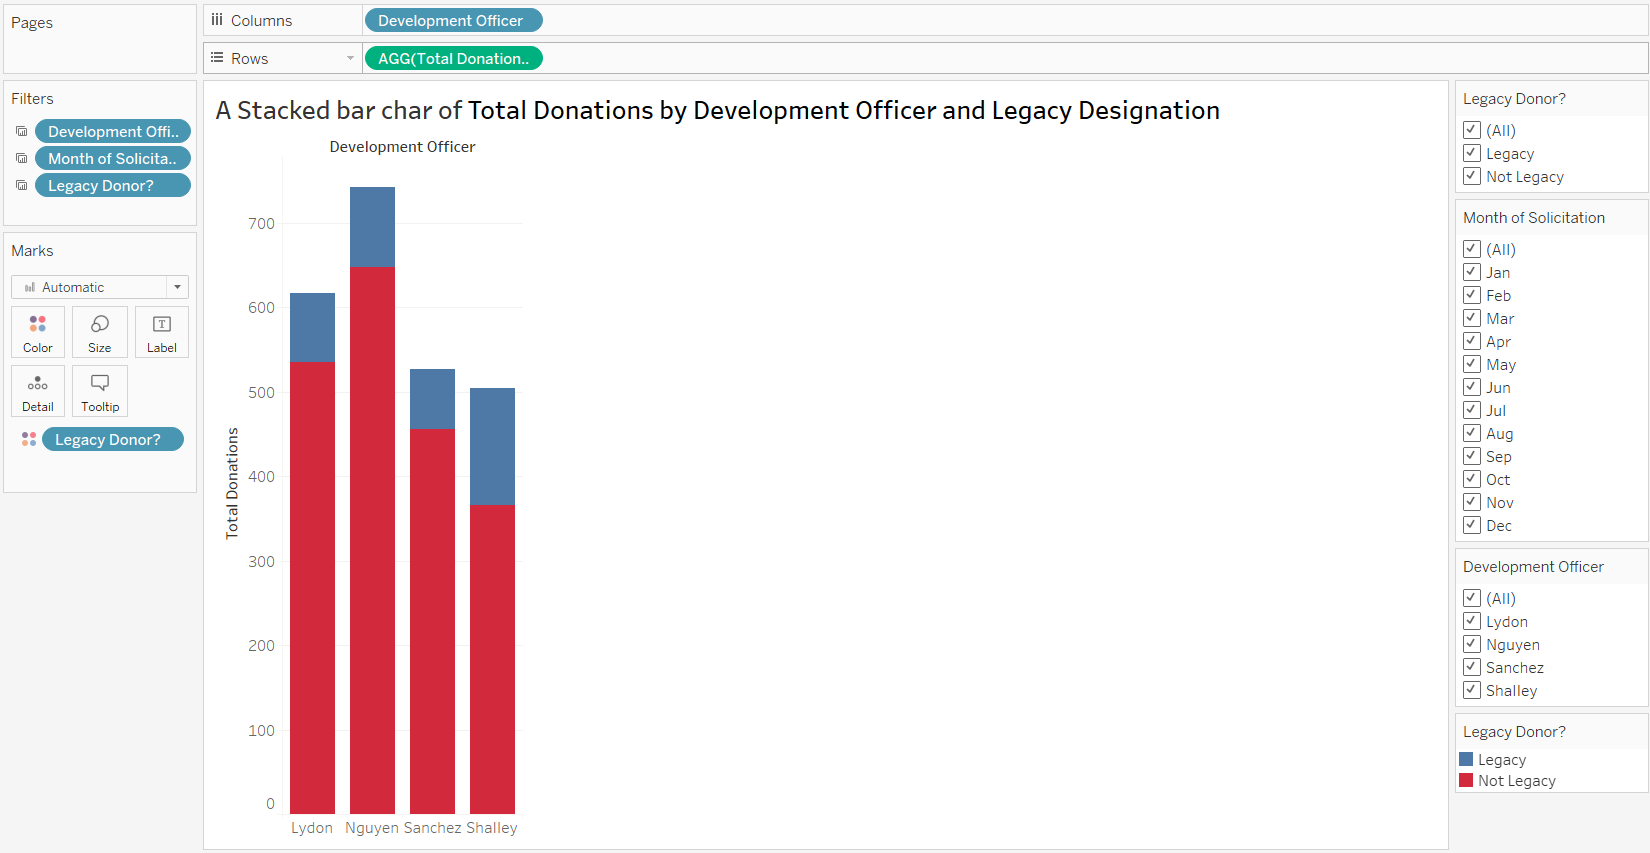 Pages
Columns
Development Officer
Rows
AGG(Total Donation..
Filters
Development Offi..
Month of Solicita..
Legacy Donor?
Marks
Automatic
Color
Size
Label
Detail
Tooltip
Legacy Donor?
A Stacked bar char of Total Donations by Development Officer and Legacy Designation
Development Officer
Total Donations
700
600
500
400
300
200
100
0
Lydon Nguyen Sanchez Shalley
Legacy Donor?
(All)
Legacy
Not Legacy
Month of Solicitation
(All)
Jan
Feb
Mar
Apr
May
Jun
Jul
Aug
Sep
Oct
Nov
Dec
Development Officer
(All)
Lydon
Nguyen
Sanchez
Shalley
Legacy Donor?
Legacy
Not Legacy